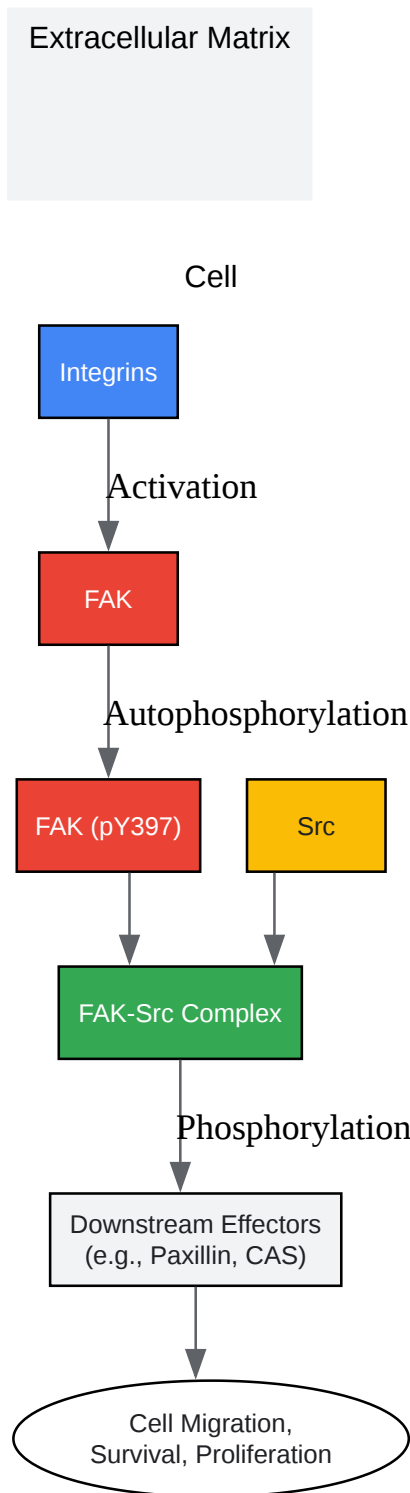 Extracellular Matrix
Cell
Integrins
Activation
FAK
Autophosphorylation
FAK (pY397)
Src
FAK-Src Complex
Phosphorylation
Downstream Effectors
(e.g., Paxillin, CAS)
Cell Migration,
Survival, Proliferation